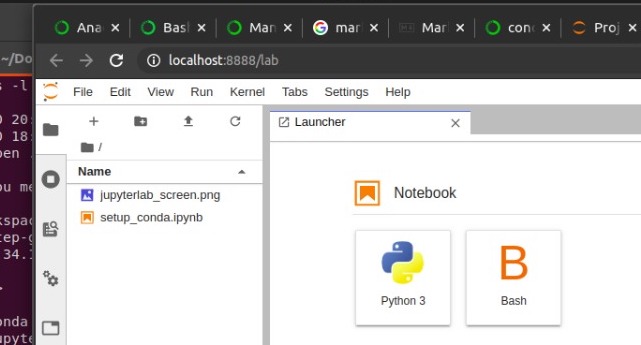 Ana
Bas
Man
mar
Mar
con
Proj
~/Do
localhost:8888/lab
s -l
File Edit View Run Kernel Tabs Settings Help
0 20:
0 18:
pen
Launcher
/
Name
ou me
jupyterlab_screen.png
Notebook
setup_conda.ipynb
kspac
tep-g
34.1
B
Python 3
Bash
onda
upyte